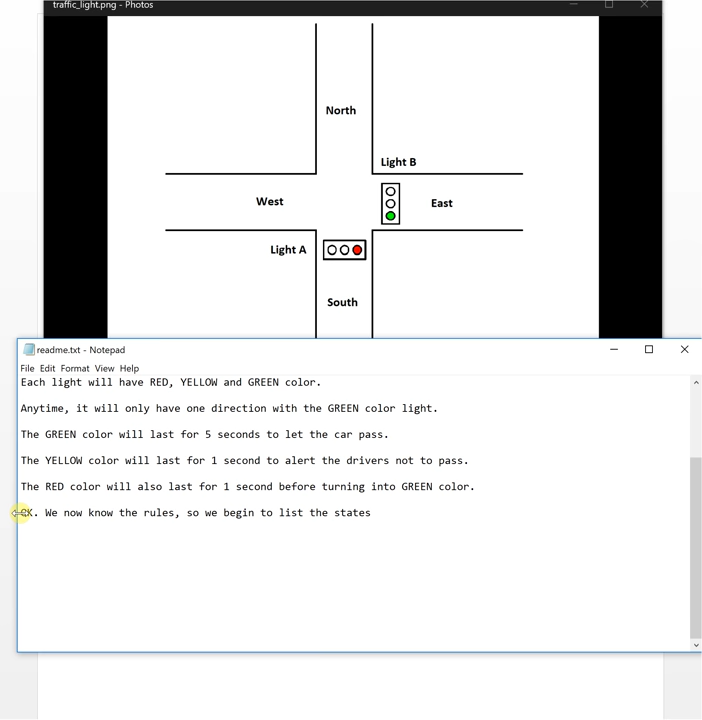 traffic_light.png - Photos
North
Light B
West
East
Light A
South
readme.txt - Notepad
File Edit Format View Help
Each light will have RED, YELLOW and GREEN color.
Anytime, it will only have one direction with the GREEN color light.
The GREEN color will last for 5 seconds to let the car pass.
The YELLOW color will last for 1 second to alert the drivers not to pass.
The RED color will also last for 1 second before turning into GREEN color.
OK. We now know the rules, so we begin to list the states